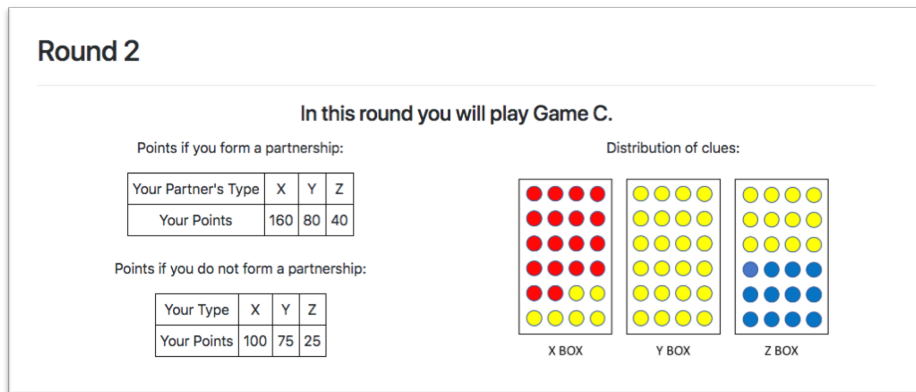 Round 2
In this round you will play Game C.
Points if you form a partnership:
Your Partner's Type X Y Z
Your Points 160 80 40
Points if you do not form a partnership:
Your Type X Y Z
Your Points 100 75 25
Distribution of clues:
X BOX Y BOX Z BOX